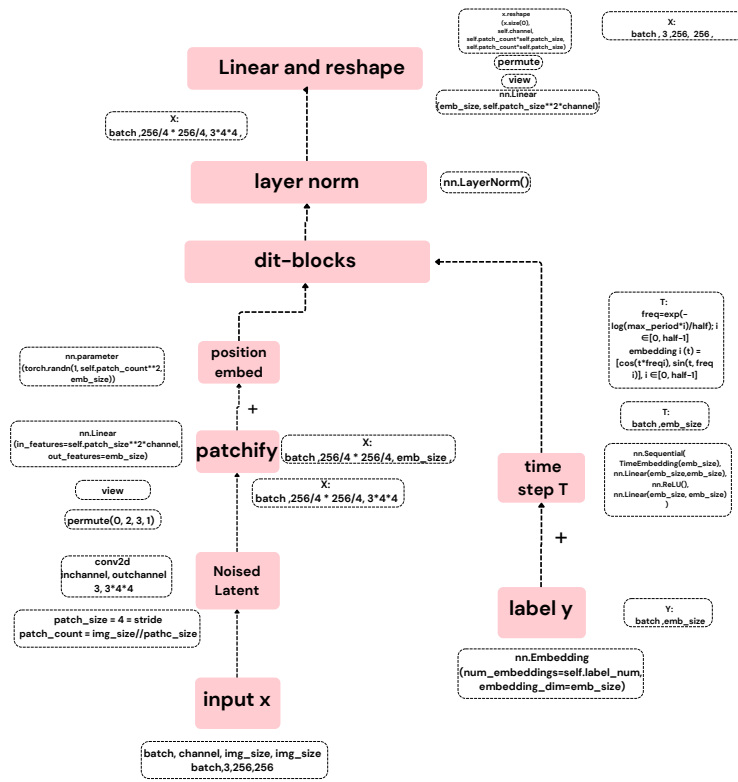 x.reshape
(x.size(0),
self.channel,
self.patch_count*self.patch_size,
self.patch_count*self.patch_size)
X:
batch , 3 ,256, 256 ,
permute
view
nn.Linear
(emb_size, self.patch_size**2*channel)
Linear and reshape
X:
batch ,256/4 * 256/4, 3*4*4 ,
layer norm
nn.LayerNorm()
dit-blocks
T:
freq=exp(-
log(max_period*i)/half); i
∈[0, half-1]
embedding i (t) =
[cos(t*freqi), sin(t, freq
i)], i ∈[0, half-1]
nn.parameter
(torch.randn(1, self.patch_count**2,
emb_size))
position
embed
+
T:
batch ,emb_size
nn.Linear
(in_features=self.patch_size**2*channel,
out_features=emb_size)
patchify
X:
batch ,256/4 * 256/4, emb_size ,
nn.Sequential(
TimeEmbedding(emb_size),
nn.Linear(emb_size,emb_size),
nn.ReLU(),
nn.Linear(emb_size, emb_size)
)
time
step T
view
X:
batch ,256/4 * 256/4, 3*4*4
permute(0, 2, 3, 1)
+
conv2d
inchannel, outchannel
3, 3*4*4
Noised
Latent
patch_size = 4 = stride
patch_count = img_size//pathc_size
label y
Y:
batch ,emb_size
nn.Embedding
(num_embeddings=self.label_num,
embedding_dim=emb_size)
input x
batch, channel, img_size, img_size
batch,3,256,256